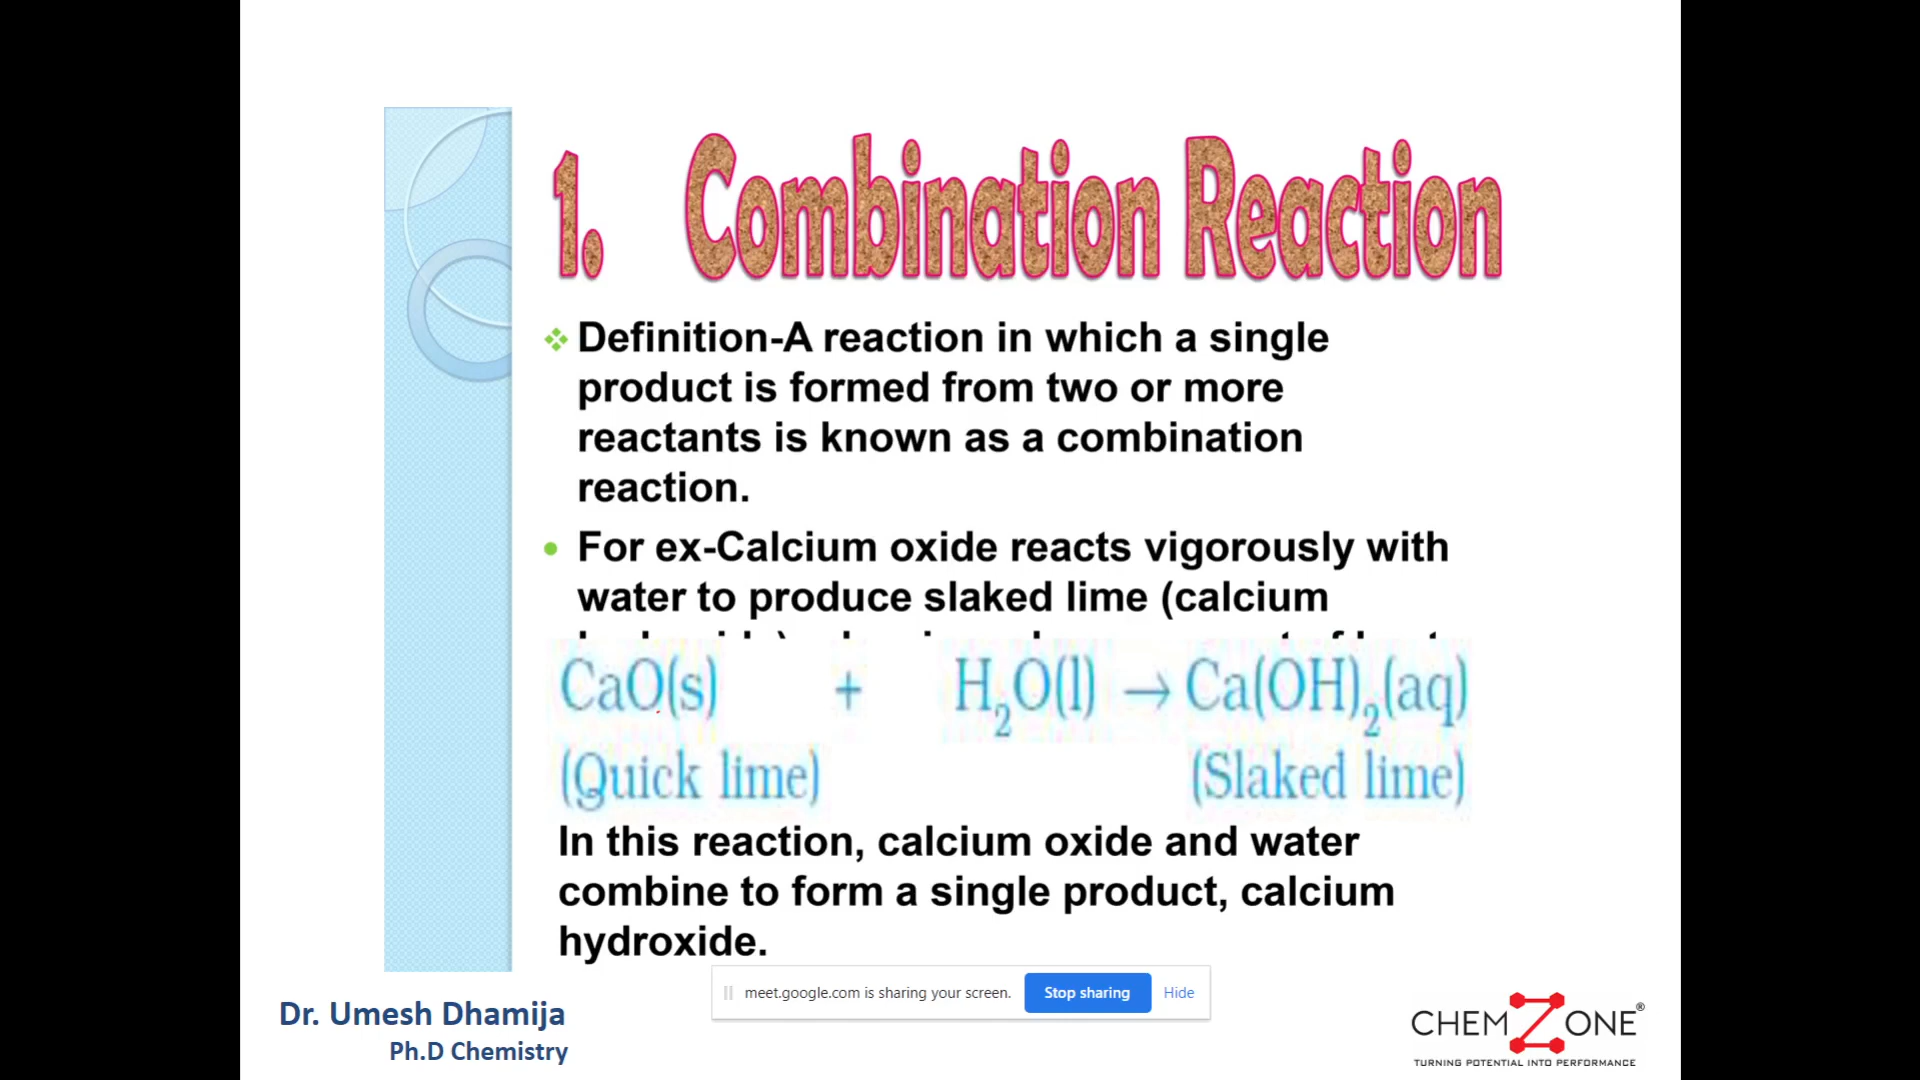 1. Combination Reaction
Definition-A reaction in which a single
product is formed from two or more
reactants is known as a combination
reaction.
For ex-Calcium oxide reacts vigorously with
water to produce slaked lime (calcium
CaO(s) + H₂O(l) → Ca(OH)₂(aq)
(Quick lime) (Slaked lime)
In this reaction, calcium oxide and water
combine to form a single product, calcium
hydroxide.
meet.google.com is sharing your screen. Stop sharing Hide
Dr. Umesh Dhamija
Ph.D Chemistry
CHEMZONE®
TURNING POTENTIAL INTO PERFORMANCE